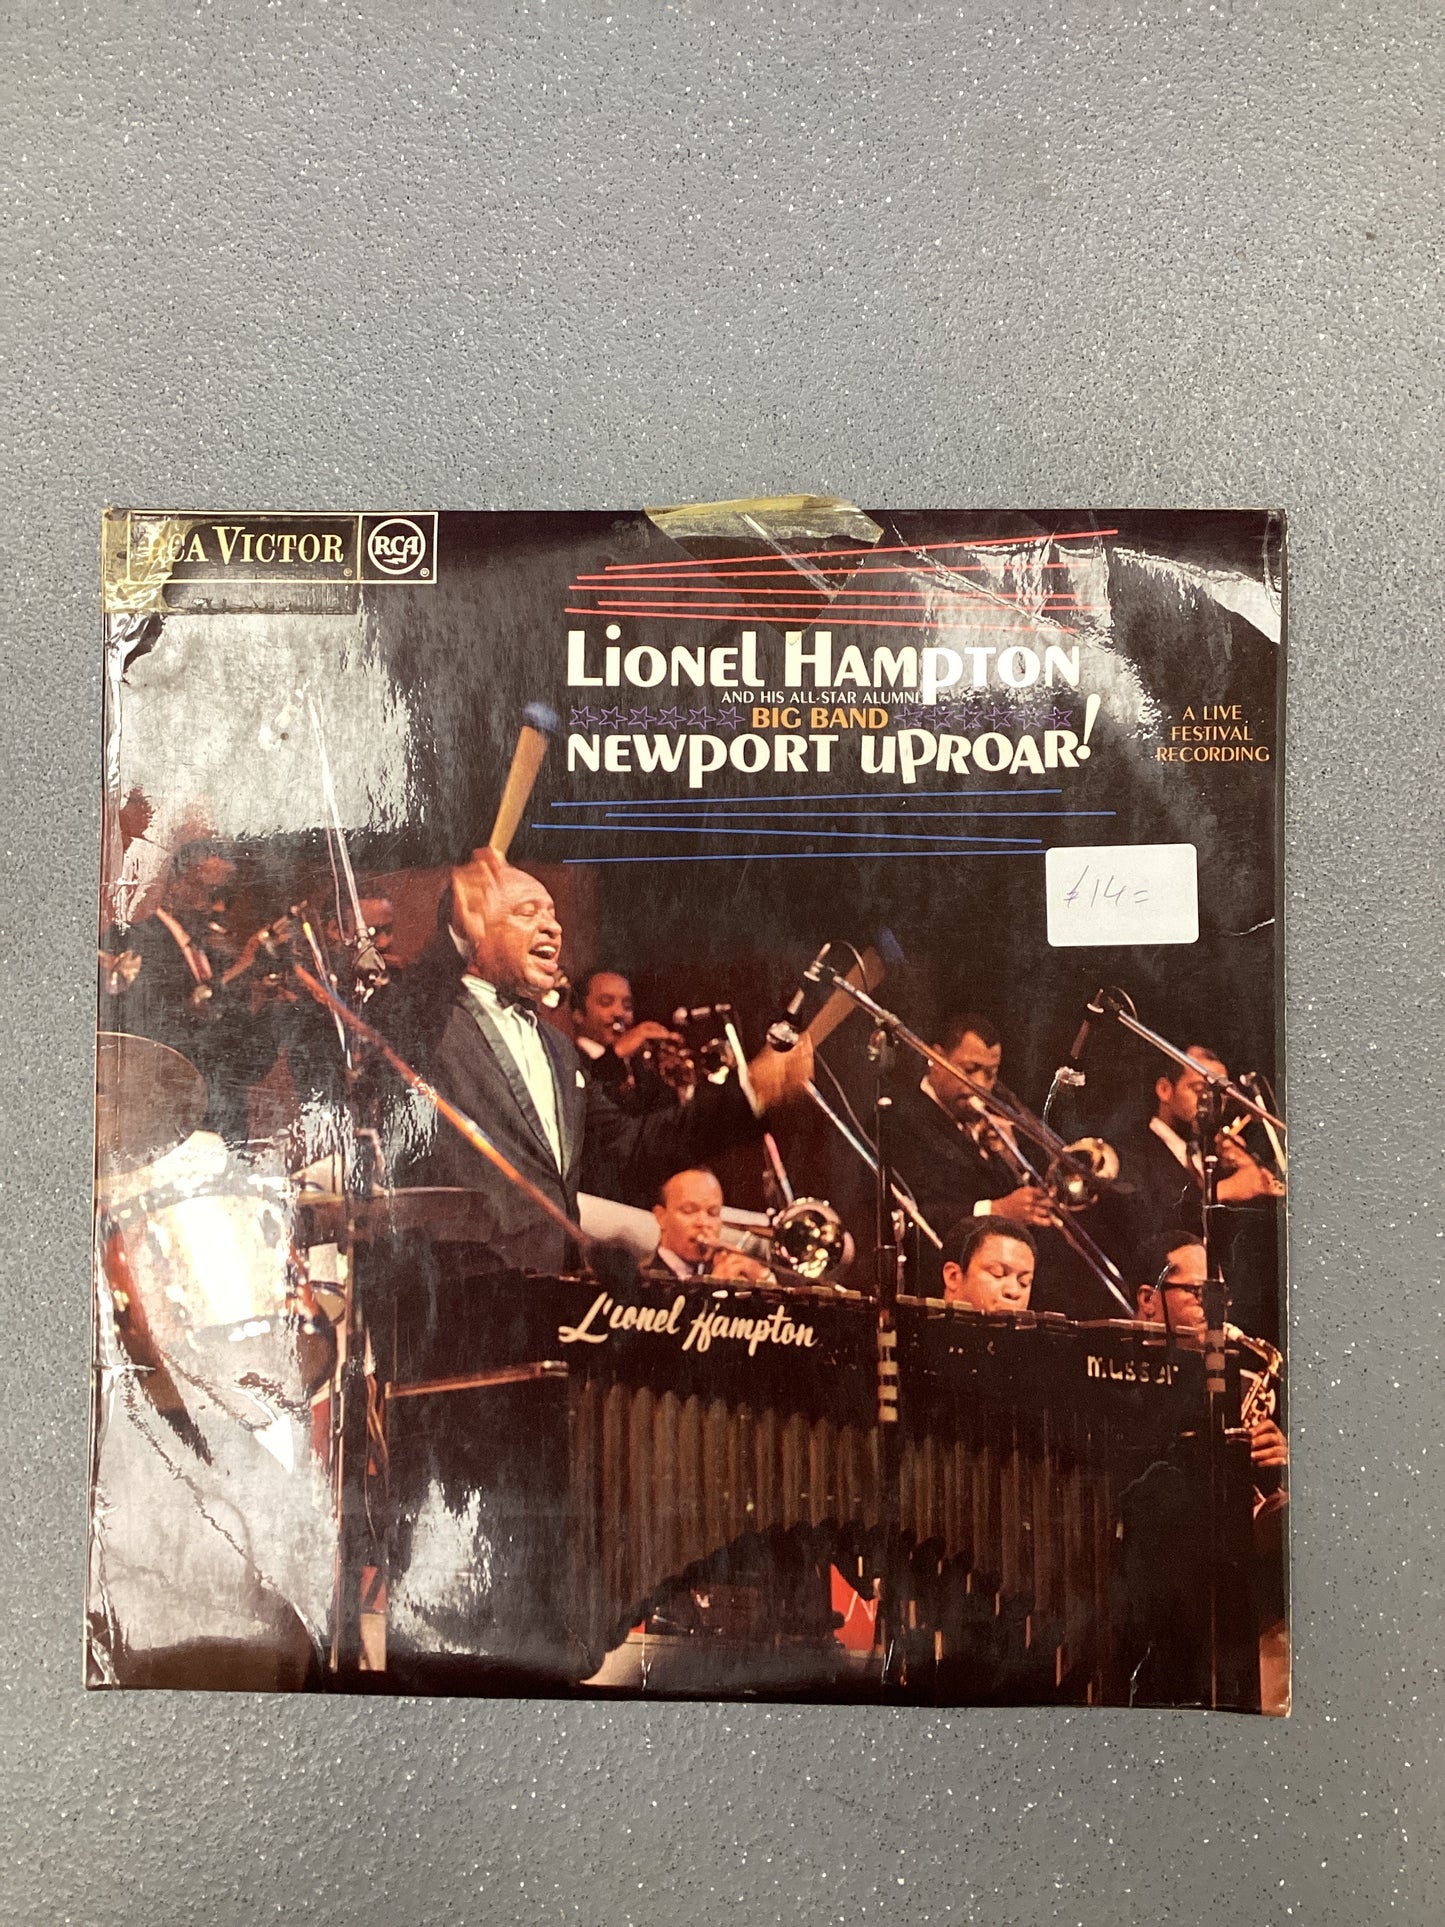 RCA VICTOR ® RCA ®
LIONEL HAMPTON
AND HIS ALL-STAR ALUMNI
BIG BAND
NEWPORT UPROAR!
A LIVE
FESTIVAL
RECORDING
£14=
Lionel Hampton
musser